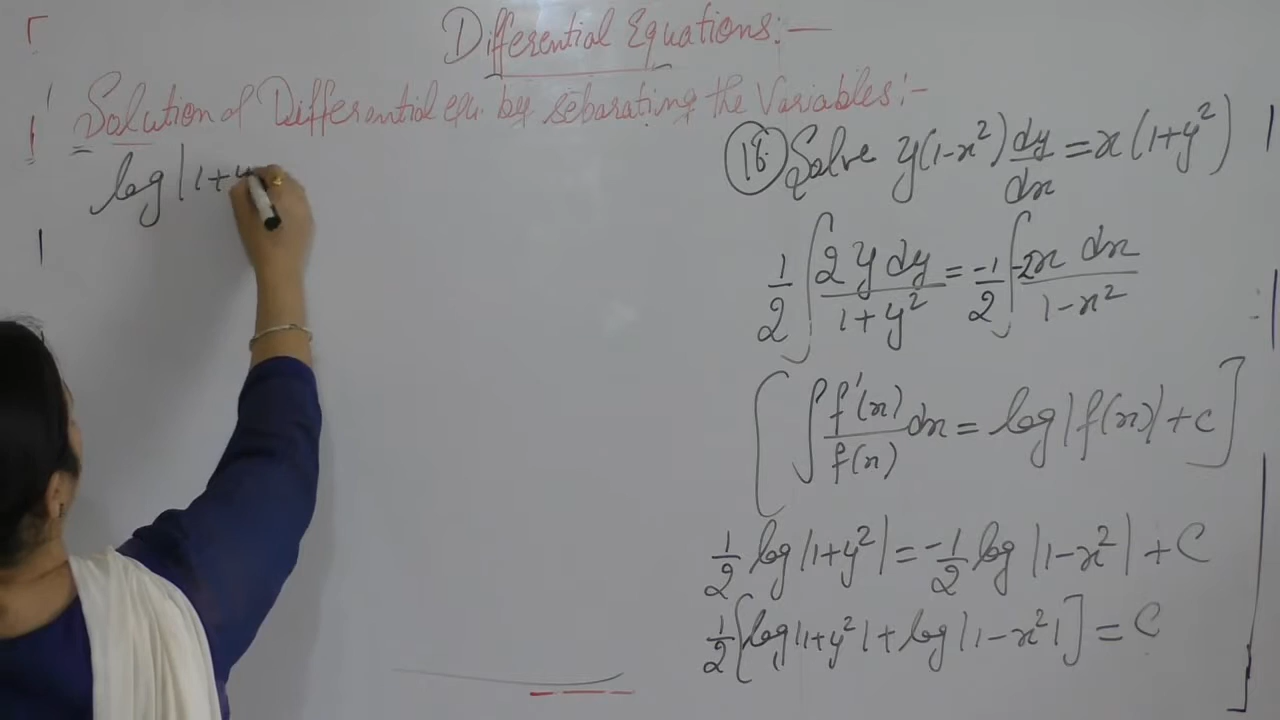 Differential Equations:—
Solution of Differential equ. by separating the Variables:-
log|1+y
(18) Solve y(1-x²) dy/dx = x(1+y²)
1/2 ∫ 2y dy / 1+y² = -1/2 ∫ -2x dx / 1-x²
[∫ f'(x)/f(x) dx = log|f(x)|+c]
1/2 log|1+y²| = -1/2 log|1-x²| + C
1/2 [log|1+y²| + log|1-x²|] = C